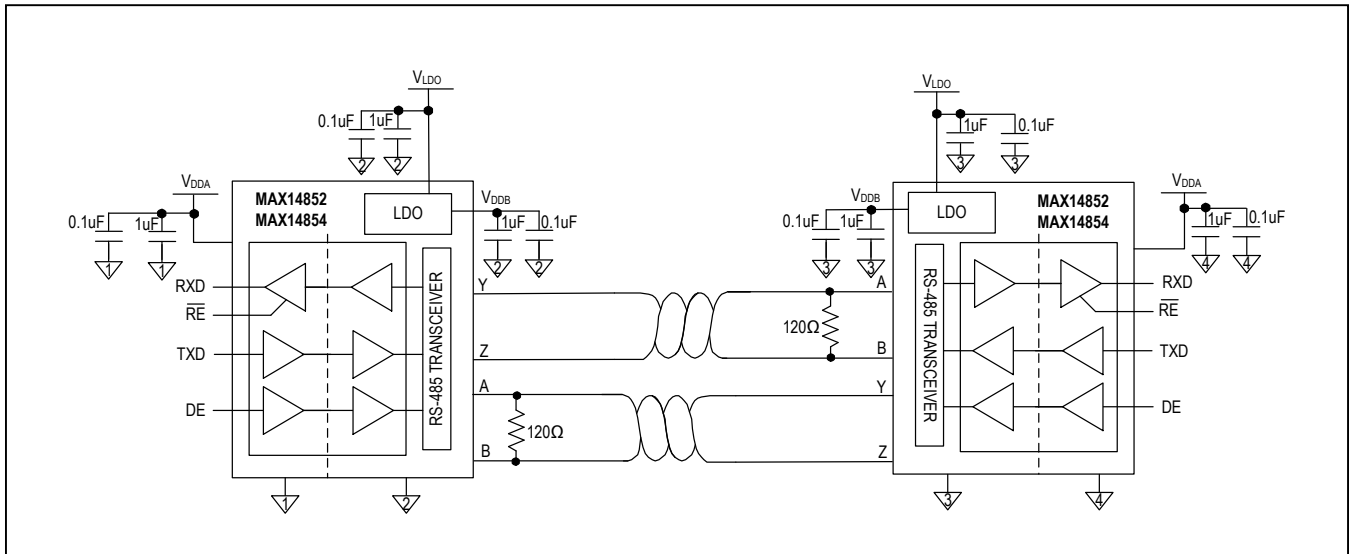 VLDO
0.1uF 1uF
2 2
VDDA
0.1uF 1uF
1 1
MAX14852
MAX14854
LDO
VDDB
1uF 0.1uF
2 2
RXD
RE
TXD
DE
RS-485 TRANSCEIVER
Y
Z
A
B
120Ω
1 2
VLDO
1uF 0.1uF
3 3
VDDB
0.1uF 1uF
3 3
LDO
MAX14852
MAX14854
VDDA
1uF 0.1uF
4 4
A
B
Y
Z
120Ω
RS-485 TRANSCEIVER
RXD
RE
TXD
DE
3 4